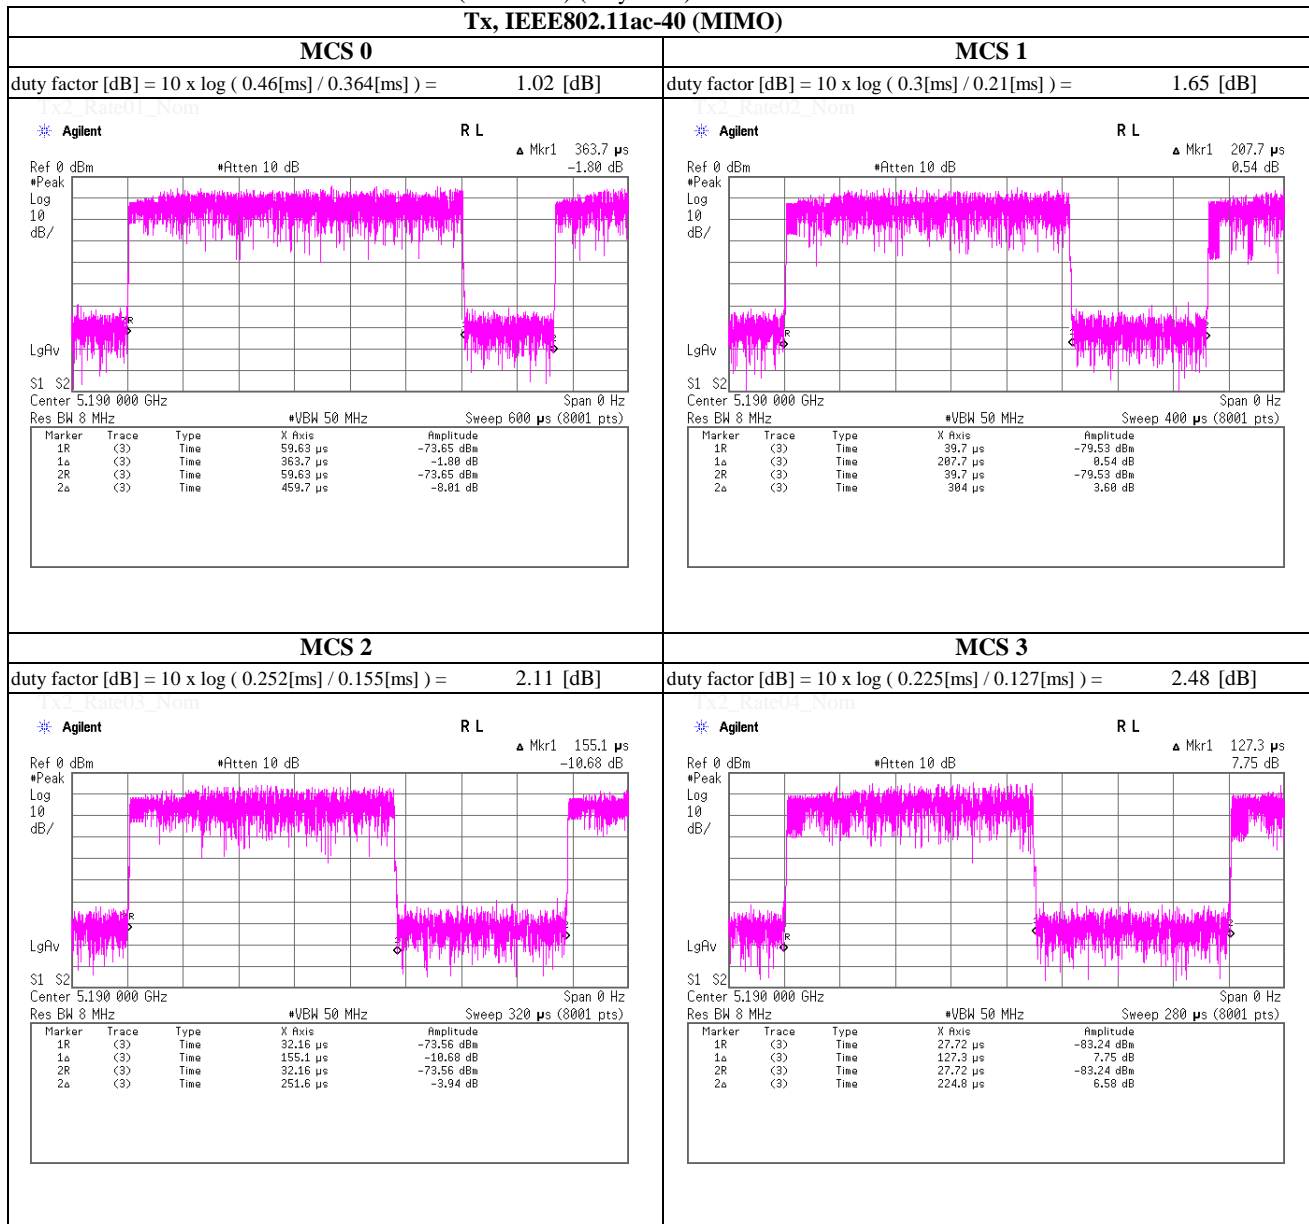 Tx, IEEE802.11ac-40 (MIMO)
MCS 0
duty factor [dB] = 10 x log ( 0.46[ms] / 0.364[ms] ) = 1.02 [dB]
Tx2_Rate01_Nom
Agilent R L
Δ Mkr1 363.7 µs
Ref 0 dBm #Atten 10 dB -1.80 dB
#Peak
Log
10
dB/
R
LgAv
S1 S2
Center 5.190 000 GHz Span 0 Hz
Res BW 8 MHz #VBW 50 MHz Sweep 600 µs (8001 pts)
Marker Trace Type X Axis Amplitude
1R (3) Time 59.63 µs -73.65 dBm
1Δ (3) Time 363.7 µs -1.80 dB
2R (3) Time 59.63 µs -73.65 dBm
2Δ (3) Time 459.7 µs -8.01 dB
MCS 1
duty factor [dB] = 10 x log ( 0.3[ms] / 0.21[ms] ) = 1.65 [dB]
Tx2_Rate02_Nom
Agilent R L
Δ Mkr1 207.7 µs
Ref 0 dBm #Atten 10 dB 0.54 dB
#Peak
Log
10
dB/
R
LgAv
S1 S2
Center 5.190 000 GHz Span 0 Hz
Res BW 8 MHz #VBW 50 MHz Sweep 400 µs (8001 pts)
Marker Trace Type X Axis Amplitude
1R (3) Time 39.7 µs -79.53 dBm
1Δ (3) Time 207.7 µs 0.54 dB
2R (3) Time 39.7 µs -79.53 dBm
2Δ (3) Time 304 µs 3.60 dB
MCS 2
duty factor [dB] = 10 x log ( 0.252[ms] / 0.155[ms] ) = 2.11 [dB]
Tx2_Rate03_Nom
Agilent R L
Δ Mkr1 155.1 µs
Ref 0 dBm #Atten 10 dB -10.68 dB
#Peak
Log
10
dB/
R
LgAv
S1 S2
Center 5.190 000 GHz Span 0 Hz
Res BW 8 MHz #VBW 50 MHz Sweep 320 µs (8001 pts)
Marker Trace Type X Axis Amplitude
1R (3) Time 32.16 µs -73.56 dBm
1Δ (3) Time 155.1 µs -10.68 dB
2R (3) Time 32.16 µs -73.56 dBm
2Δ (3) Time 251.6 µs -3.94 dB
MCS 3
duty factor [dB] = 10 x log ( 0.225[ms] / 0.127[ms] ) = 2.48 [dB]
Tx2_Rate04_Nom
Agilent R L
Δ Mkr1 127.3 µs
Ref 0 dBm #Atten 10 dB 7.75 dB
#Peak
Log
10
dB/
R
LgAv
S1 S2
Center 5.190 000 GHz Span 0 Hz
Res BW 8 MHz #VBW 50 MHz Sweep 280 µs (8001 pts)
Marker Trace Type X Axis Amplitude
1R (3) Time 27.72 µs -83.24 dBm
1Δ (3) Time 127.3 µs 7.75 dB
2R (3) Time 27.72 µs -83.24 dBm
2Δ (3) Time 224.8 µs 6.58 dB